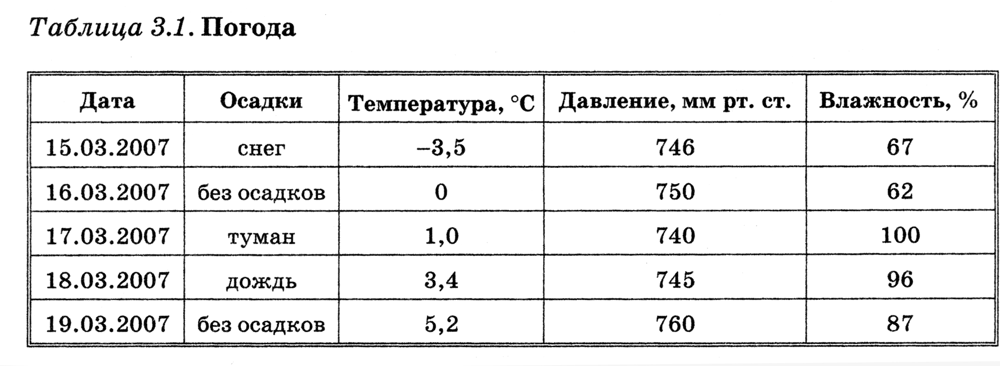 Таблица 3.1. Погода
Дата Осадки Температура, °C Давление, мм рт. ст. Влажность, %
15.03.2007 снег –3,5 746 67
16.03.2007 без осадков 0 750 62
17.03.2007 туман 1,0 740 100
18.03.2007 дождь 3,4 745 96
19.03.2007 без осадков 5,2 760 87